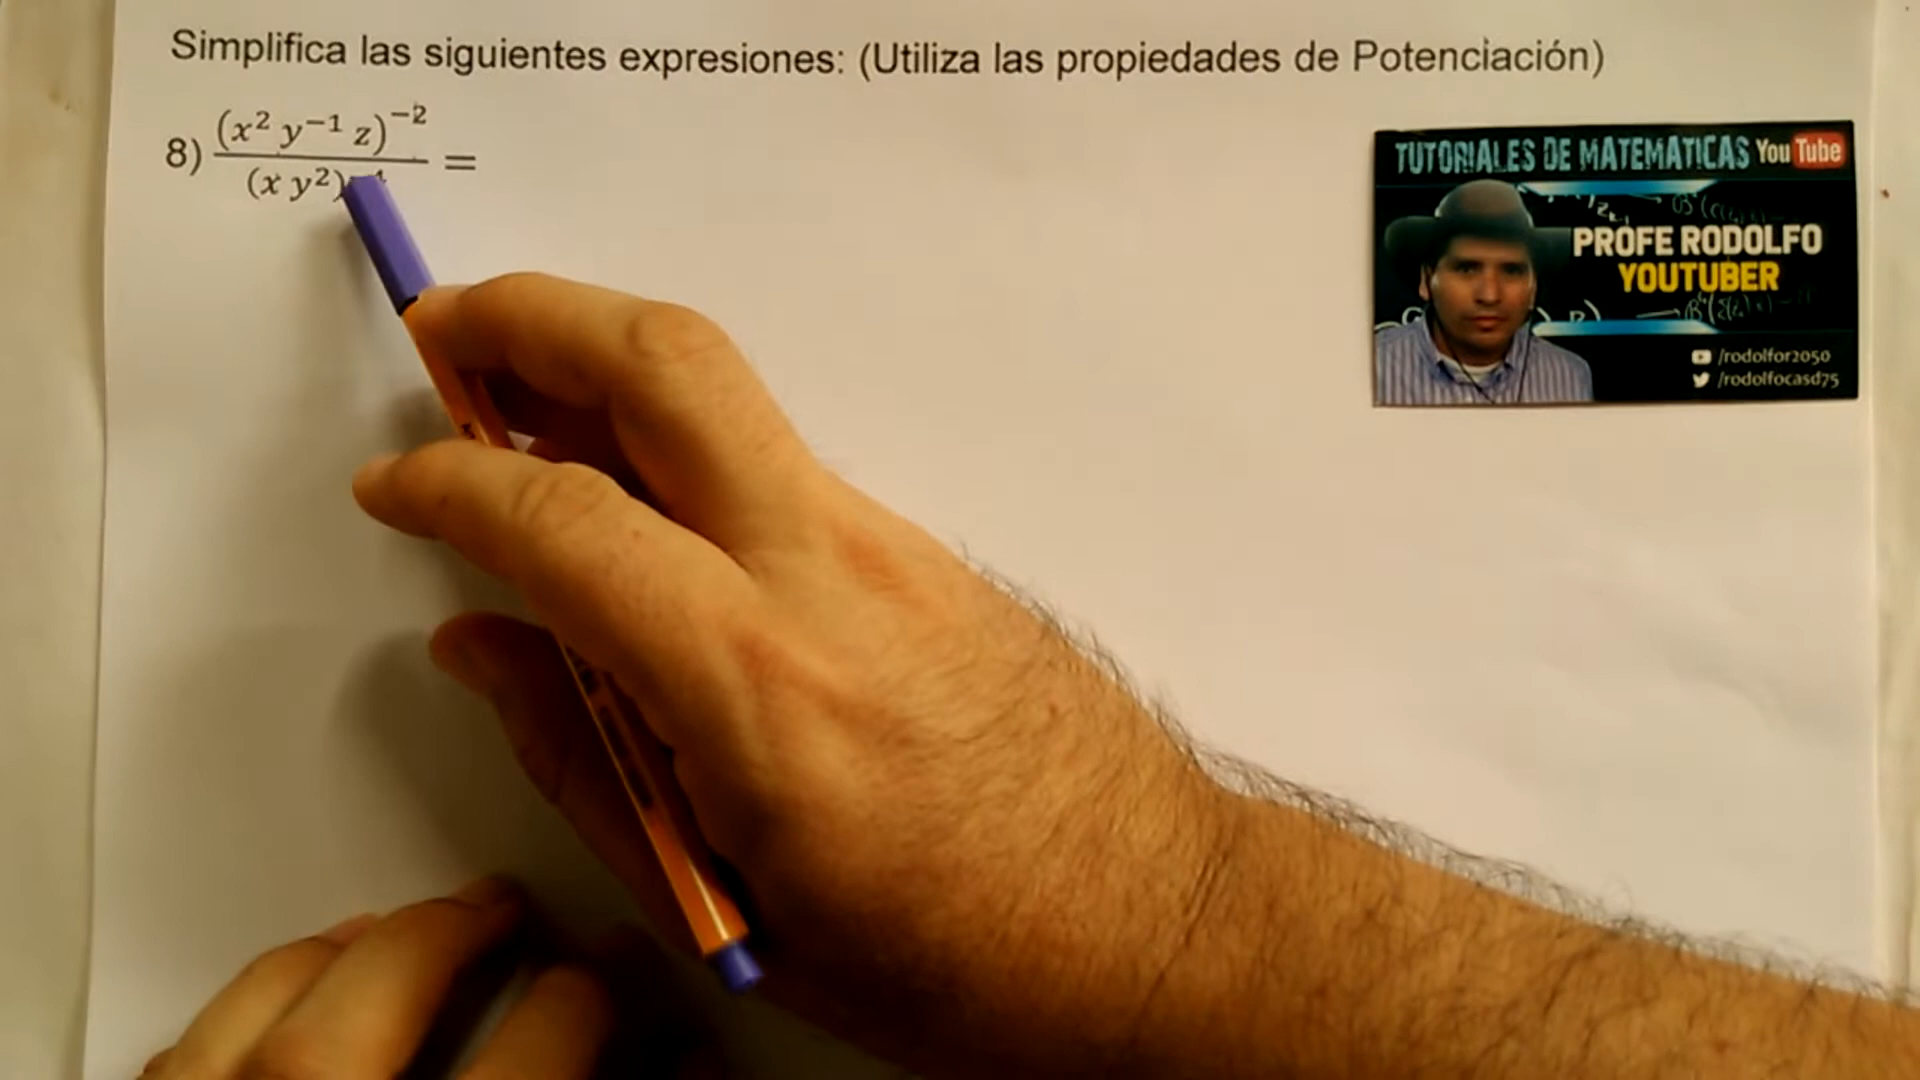 Simplifica las siguientes expresiones: (Utiliza las propiedades de Potenciación)
8) (x² y⁻¹ z)⁻² =
(x y²)
TUTORIALES DE MATEMATICAS YouTube
PROFE RODOLFO
YOUTUBER
/rodolfor2050
/rodolfocasd75